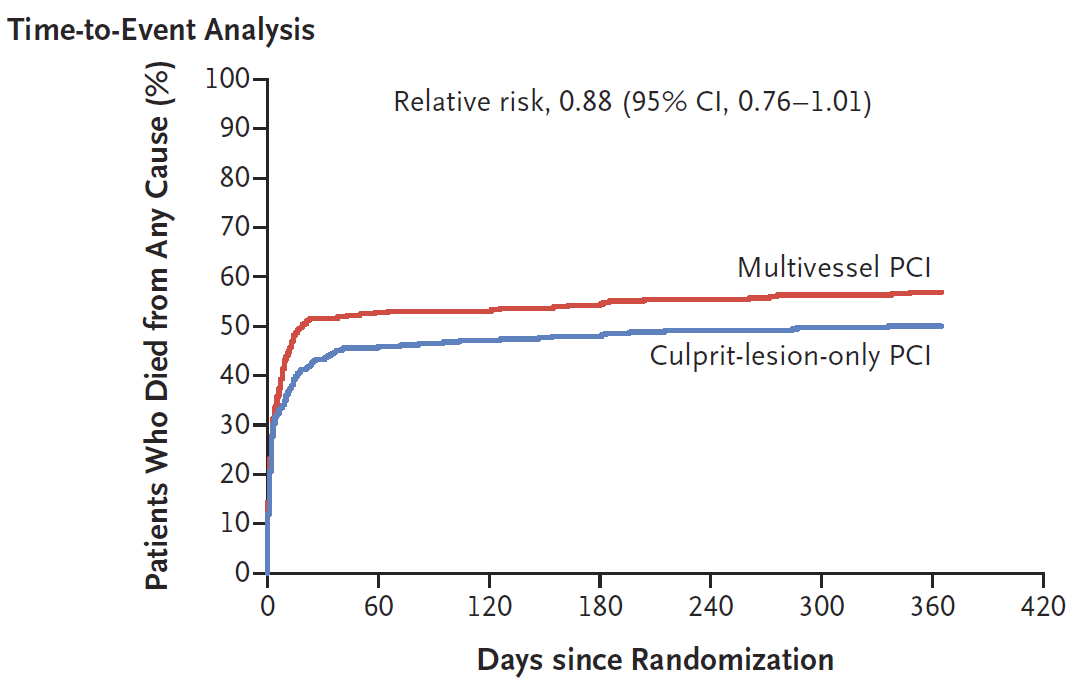 Time-to-Event Analysis
Patients Who Died from Any Cause (%)
100
90
80
70
60
50
40
30
20
10
0
Relative risk, 0.88 (95% CI, 0.76–1.01)
Multivessel PCI
Culprit-lesion-only PCI
0 60 120 180 240 300 360 420
Days since Randomization